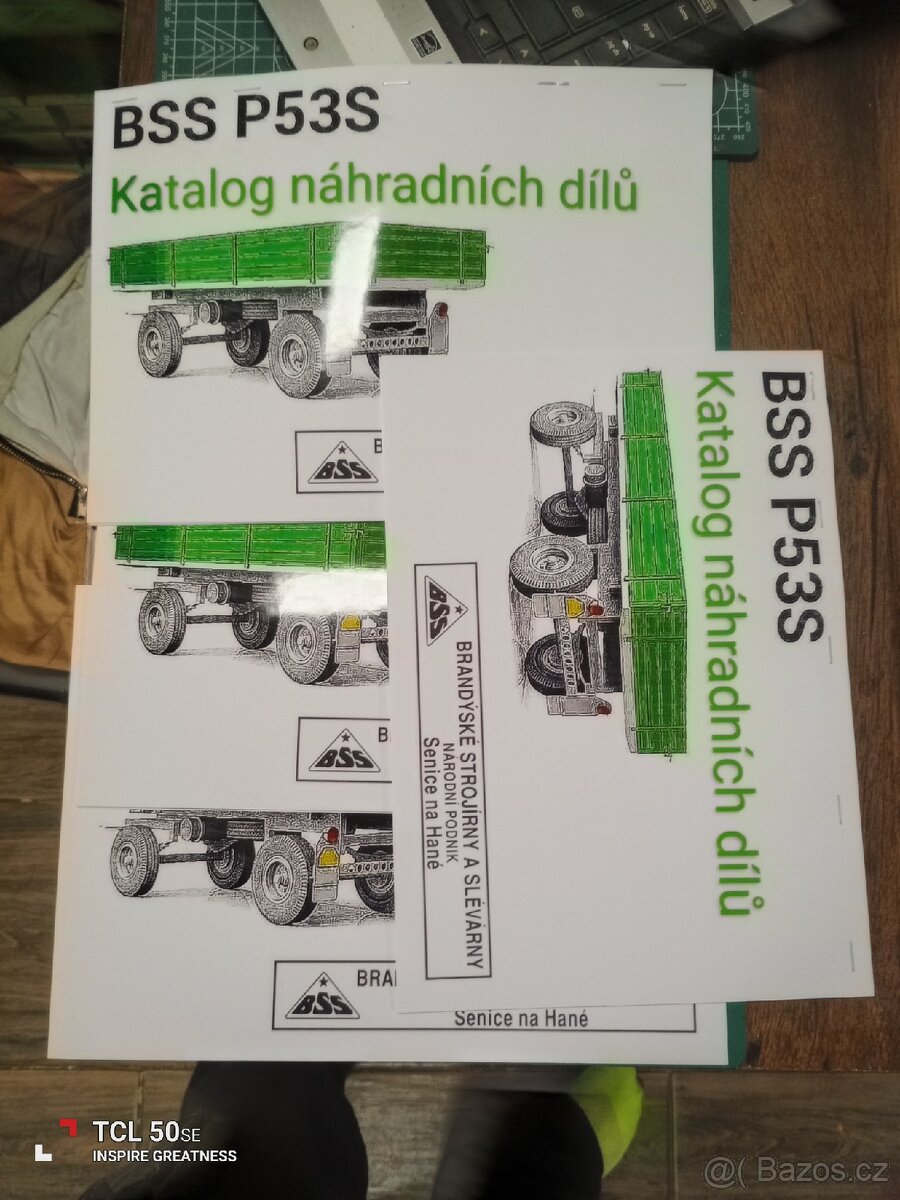 BSS P53S
Katalog náhradních dílů
BSS
B
BSS
B
BSS
BRA
Senice na Hané
BSS P53S
Katalog náhradních dílů
BSS
BRANDÝSKÉ STROJÍRNY A SLÉVÁRNY
NÁRODNÍ PODNIK
Senice na Hané
TCL 50SE
INSPIRE GREATNESS
@( Bazos.cz